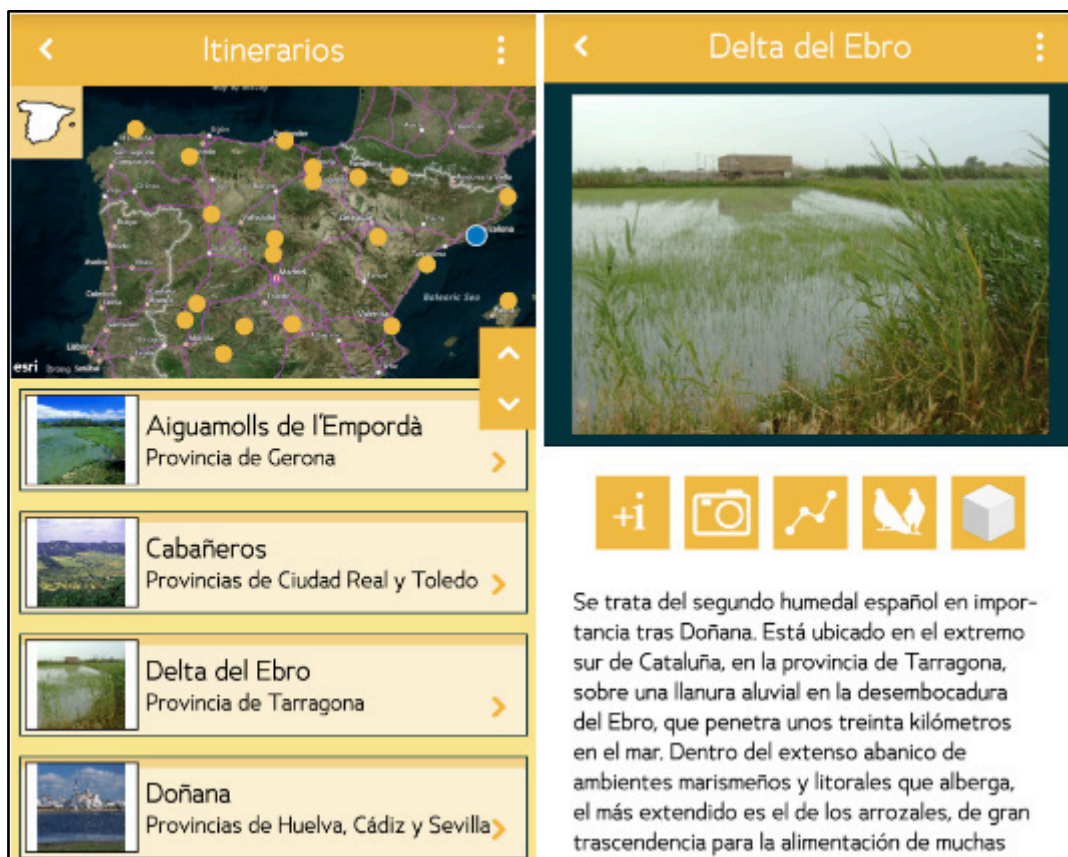 Itinerarios
Madrid
Valencia
Balearic Sea
esri
Aiguamolls de l'Empordà
Provincia de Gerona
Cabañeros
Provincias de Ciudad Real y Toledo
Delta del Ebro
Provincia de Tarragona
Doñana
Provincias de Huelva, Cádiz y Sevilla
Delta del Ebro
+i
Se trata del segundo humedal español en impor-
tancia tras Doñana. Está ubicado en el extremo
sur de Cataluña, en la provincia de Tarragona,
sobre una llanura aluvial en la desembocadura
del Ebro, que penetra unos treinta kilómetros
en el mar. Dentro del extenso abanico de
ambientes marismeños y litorales que alberga,
el más extendido es el de los arrozales, de gran
trascendencia para la alimentación de muchas